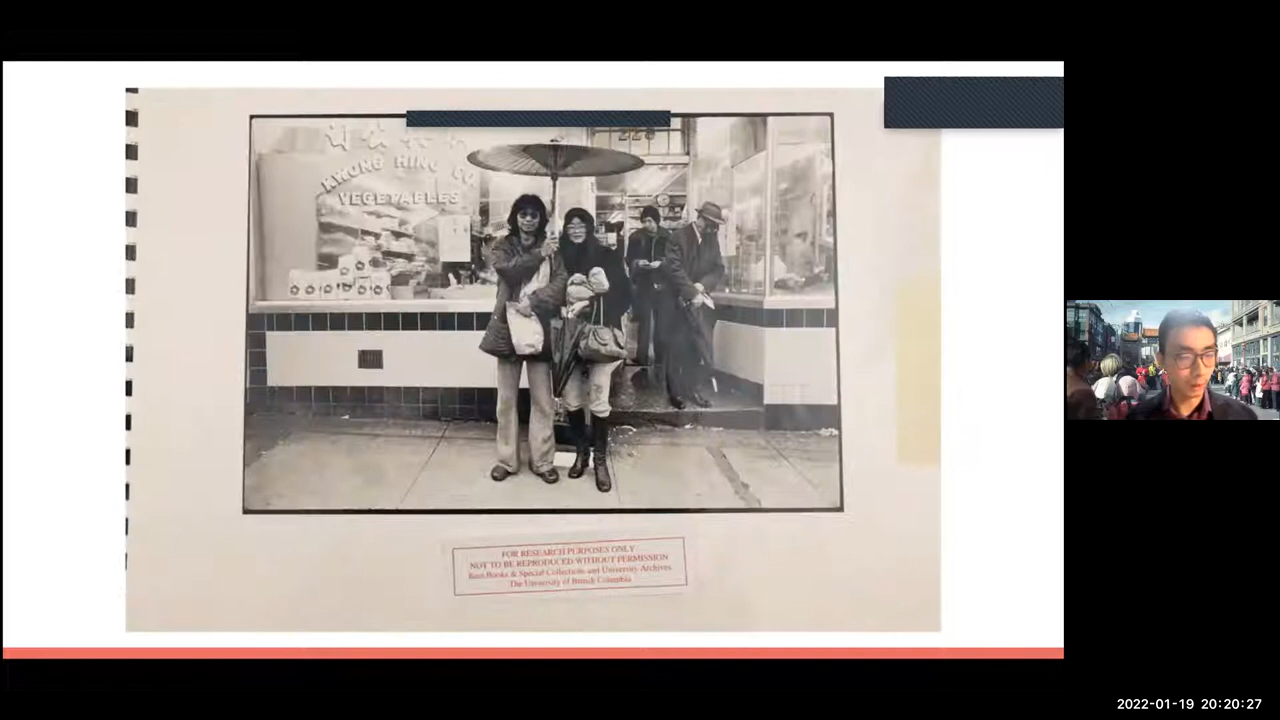 228
KWONG HING CO
VEGETABLES
FOR RESEARCH PURPOSES ONLY
NOT TO BE REPRODUCED WITHOUT PERMISSION
Rare Books & Special Collections and University Archives
The University of British Columbia
2022-01-19 20:20:27